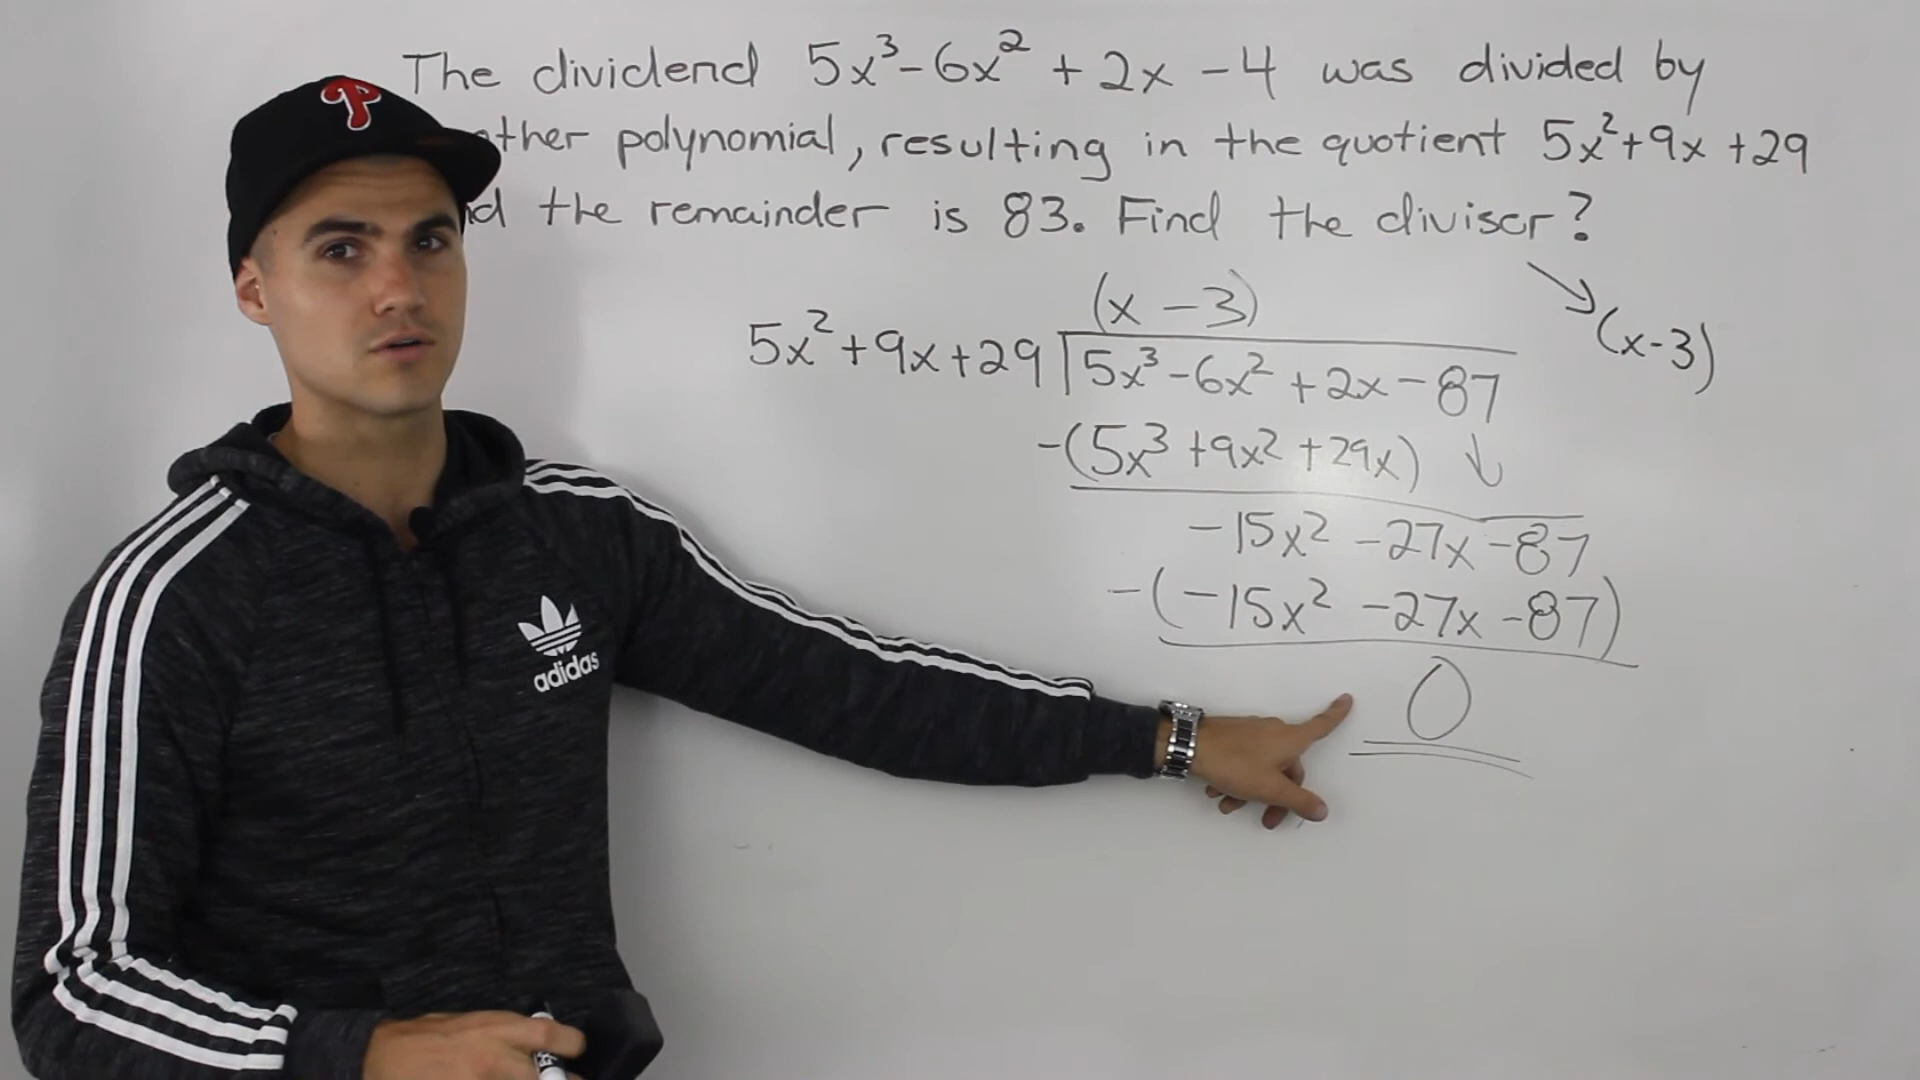 The dividend 5x³-6x²+2x-4 was divided by
other polynomial, resulting in the quotient 5x²+9x+29
the remainder is 83. Find the divisor?
(x-3)
(x-3)
5x²+9x+29 5x³-6x²+2x-87
-(5x³+9x²+29x)
-15x²-27x-87
-(-15x²-27x-87)
0
P
adidas